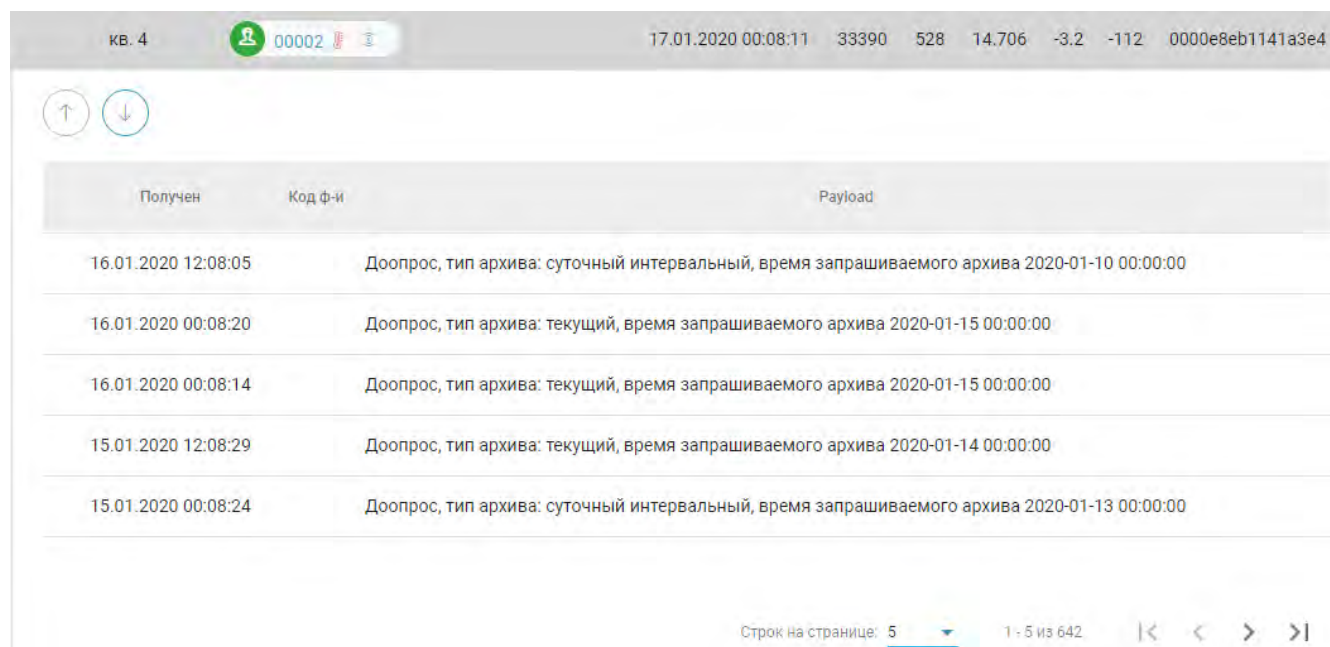 кв. 4 00002 17.01.2020 00:08:11 33390 528 14.706 -3.2 -112 0000e8eb1141a3e4
Получен Код ф-и Payload
16.01.2020 12:08:05 Доопрос, тип архива: суточный интервальный, время запрашиваемого архива 2020-01-10 00:00:00
16.01.2020 00:08:20 Доопрос, тип архива: текущий, время запрашиваемого архива 2020-01-15 00:00:00
16.01.2020 00:08:14 Доопрос, тип архива: текущий, время запрашиваемого архива 2020-01-15 00:00:00
15.01.2020 12:08:29 Доопрос, тип архива: текущий, время запрашиваемого архива 2020-01-14 00:00:00
15.01.2020 00:08:24 Доопрос, тип архива: суточный интервальный, время запрашиваемого архива 2020-01-13 00:00:00
Строк на странице: 5 1 - 5 из 642